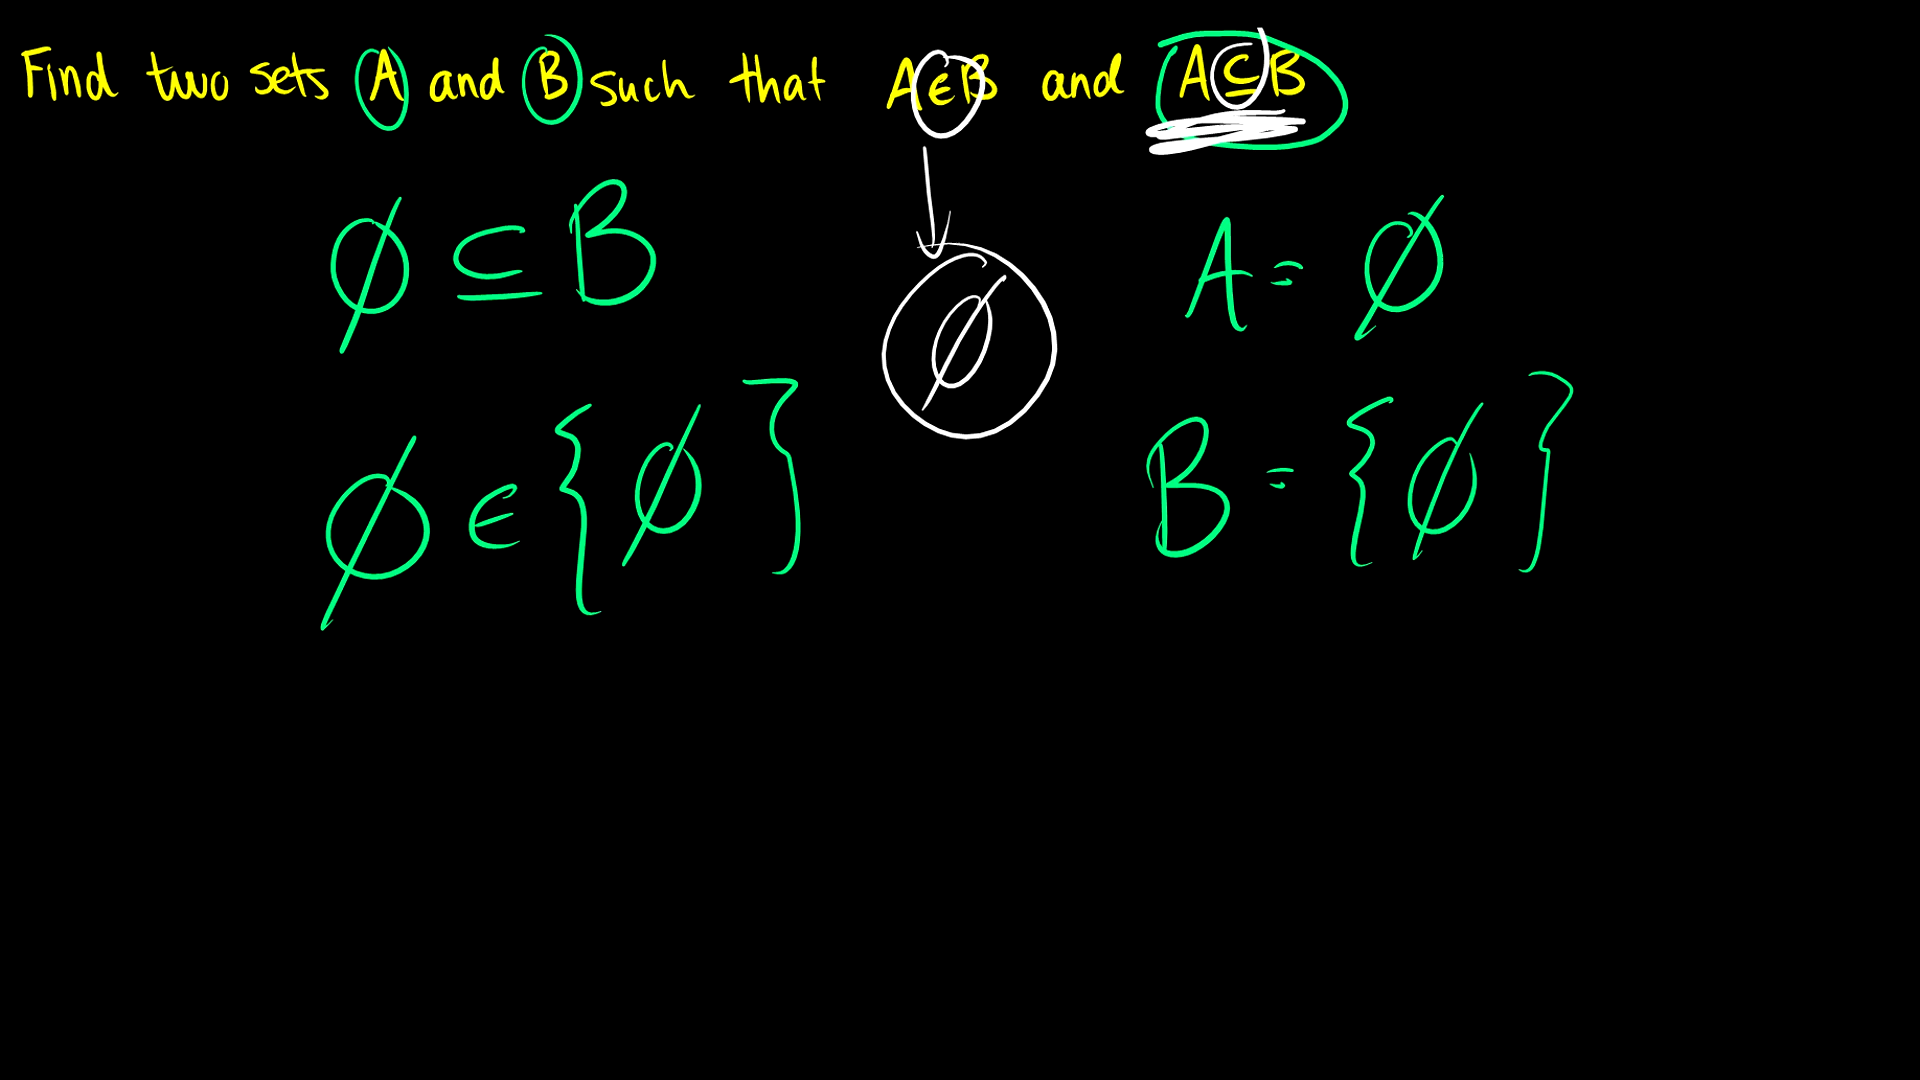 Find two sets A and B such that A∈B and A⊆B
∅ ⊆ B
∅
A = ∅
∅ ∈ {∅}
B = {∅}